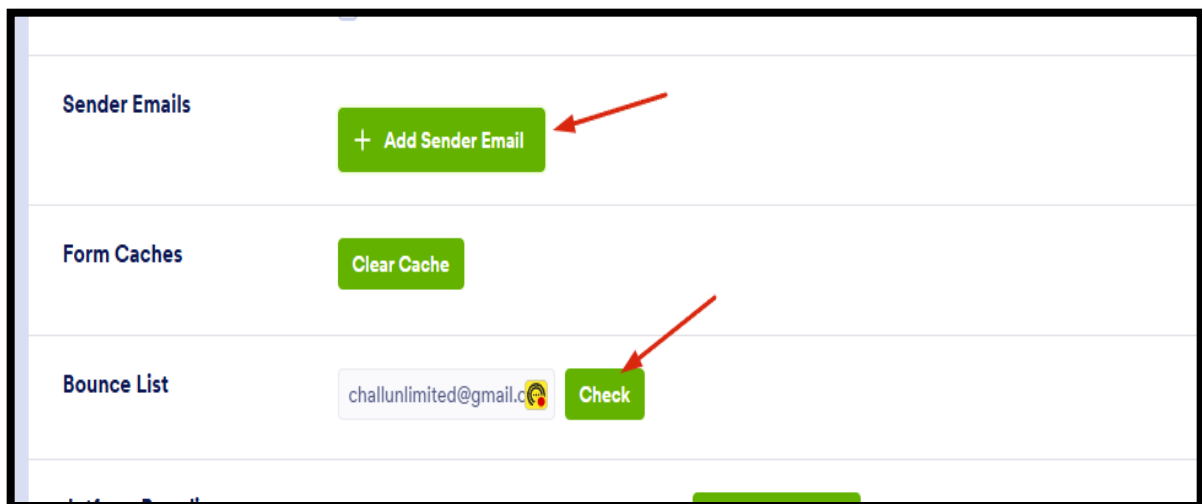 Sender Emails
+ Add Sender Email
Form Caches
Clear Cache
Bounce List
challunlimited@gmail.c
Check